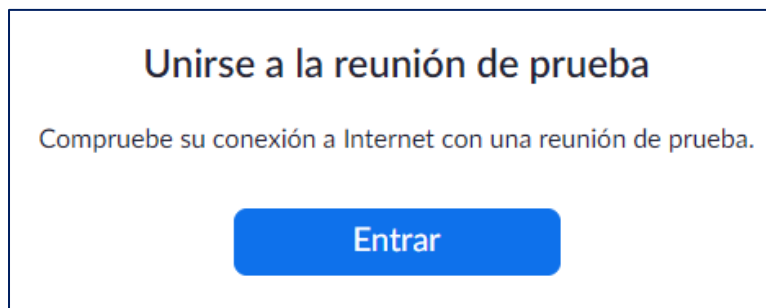 Unirse a la reunión de prueba
Compruebe su conexión a Internet con una reunión de prueba.
Entrar